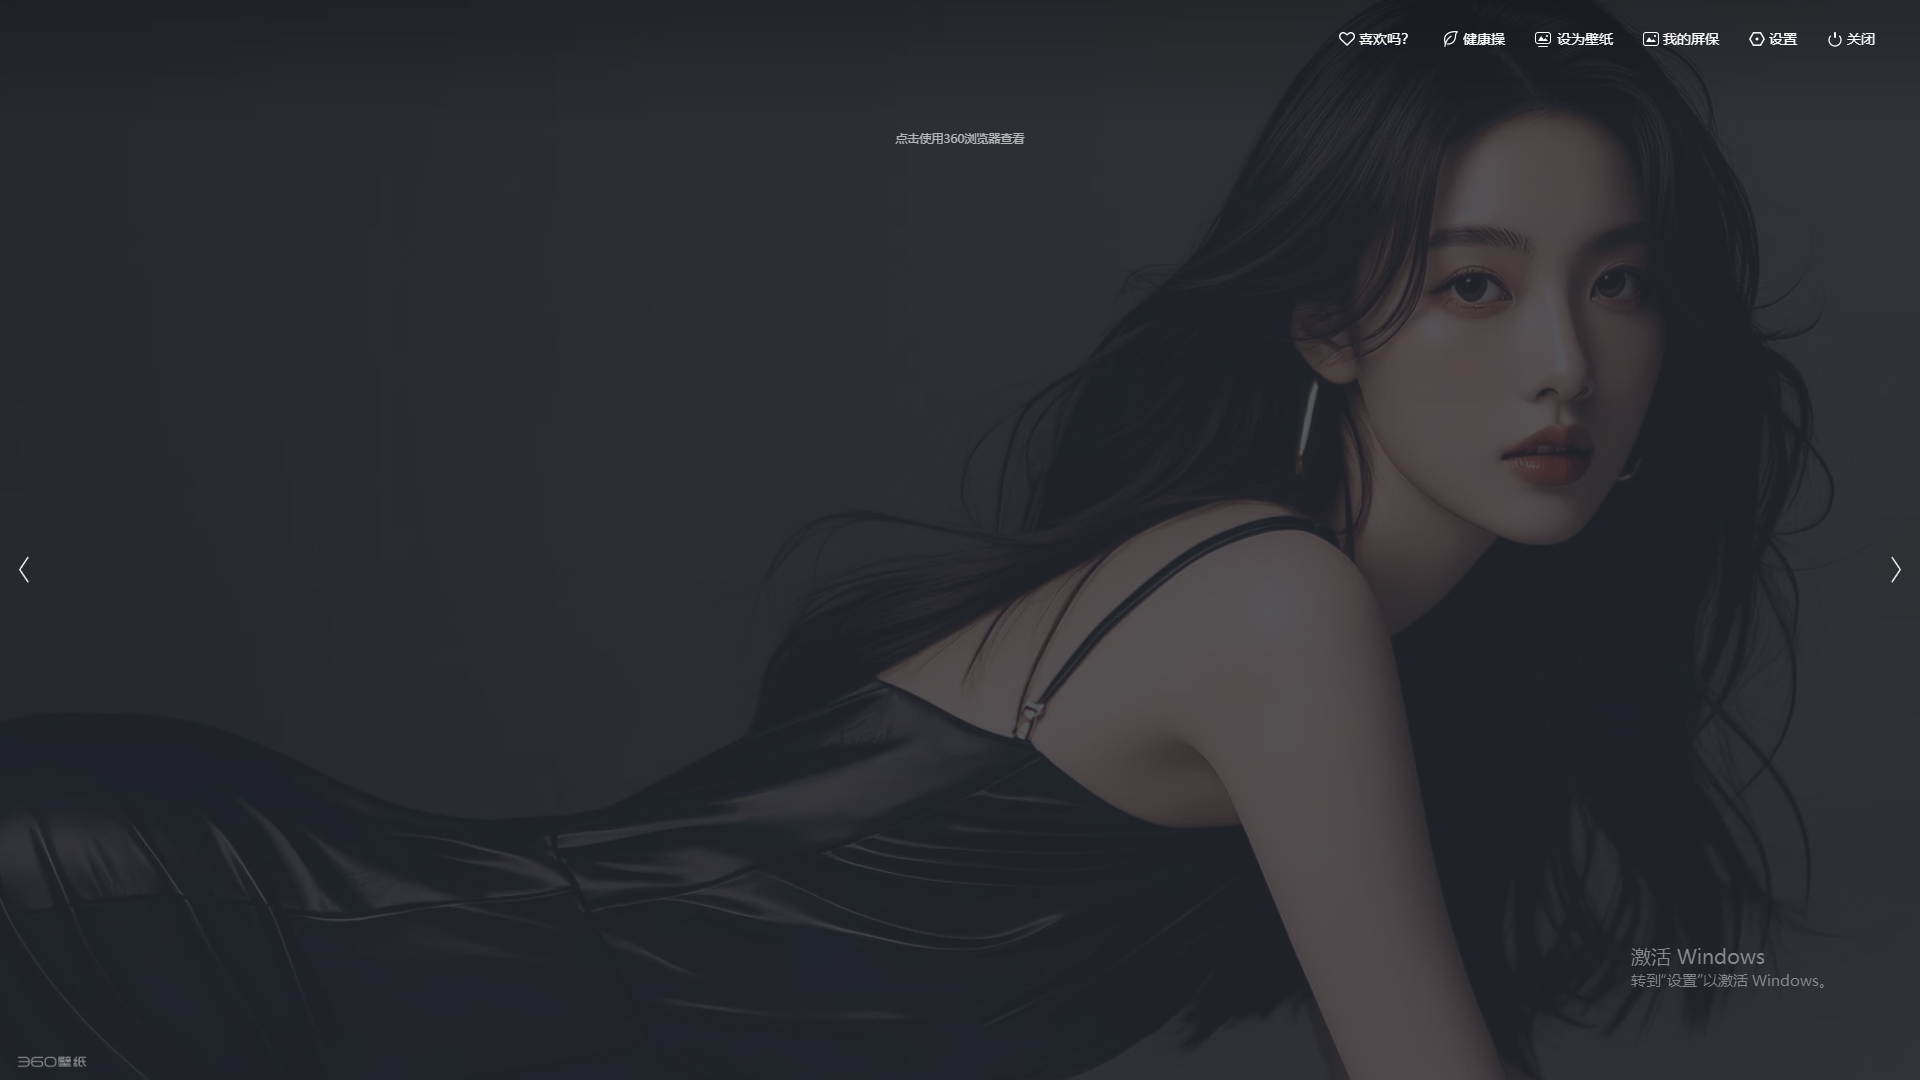 喜欢吗?
健康操
设为壁纸
我的屏保
设置
关闭
点击使用360浏览器查看
激活 Windows
转到"设置"以激活 Windows。
360壁纸